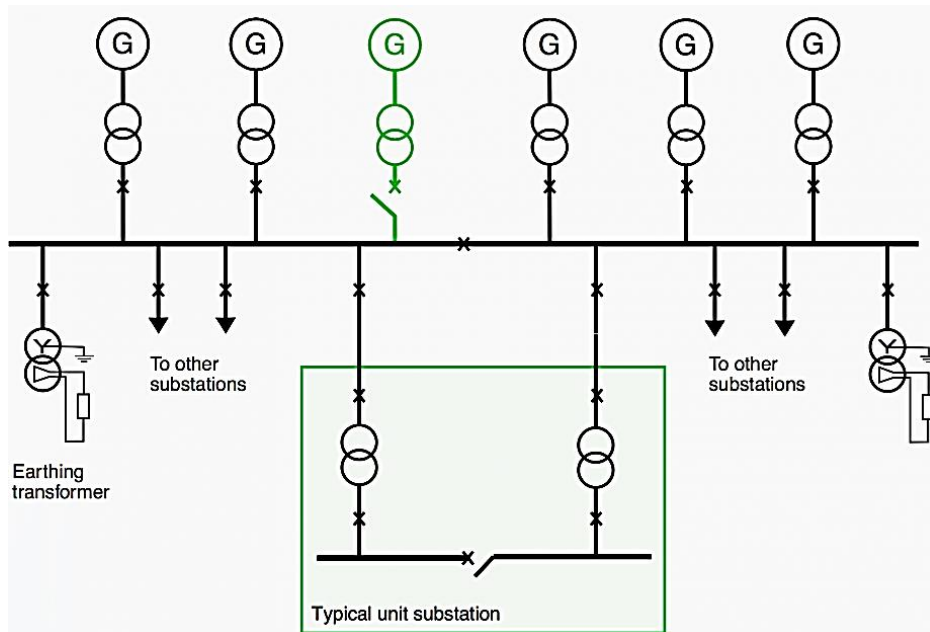 G
G
G
G
G
G
Y
Y
To other
substations
To other
substations
Earthing
transformer
Typical unit substation